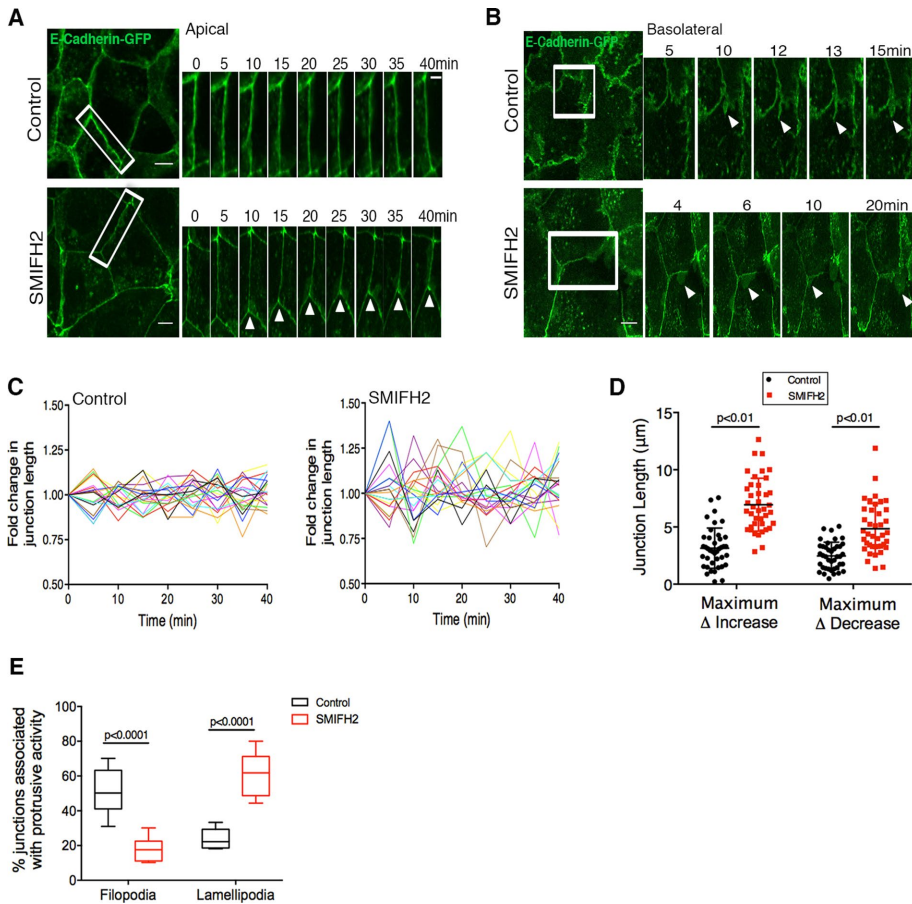 A
E-Cadherin-GFP
Apical
Control
0 5 10 15 20 25 30 35 40min
SMIFH2
0 5 10 15 20 25 30 35 40min
B
E-Cadherin-GFP
Basolateral
Control
5 10 12 13 15min
SMIFH2
4 6 10 20min
C
Control
Fold change in
junction length
1.50
1.25
1.00
0.75
0.50
0 10 20 30 40
Time (min)
SMIFH2
Fold change in
junction length
1.50
1.25
1.00
0.75
0.50
0 10 20 30 40
Time (min)
D
Control
SMIFH2
p<0.01 p<0.01
Junction Length (µm)
15
10
5
0
Maximum
Δ Increase
Maximum
Δ Decrease
E
Control
SMIFH2
% junctions associated
with protrusive activity
100
80
60
40
20
0
p<0.0001 p<0.0001
Filopodia Lamellipodia